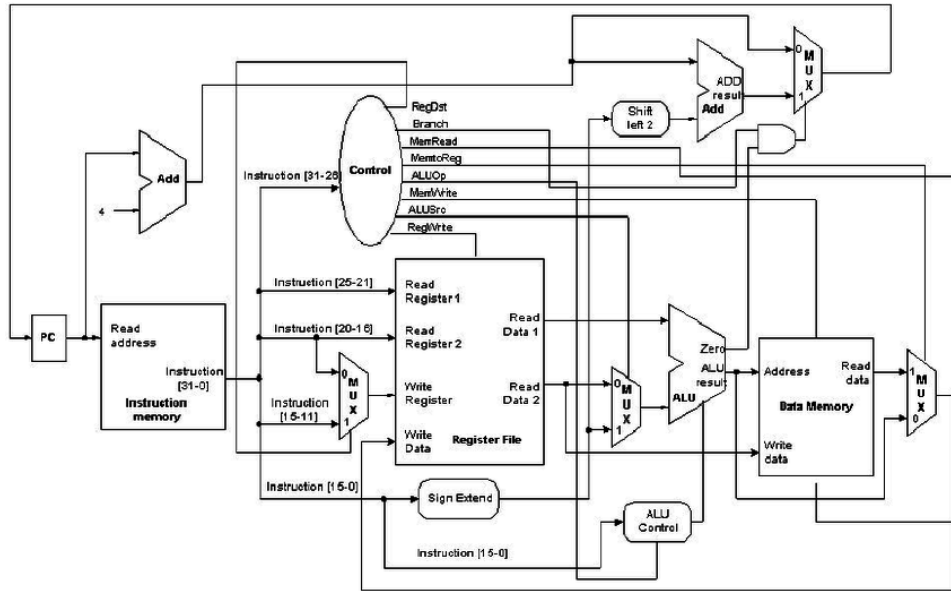 0
M
U
X
1
ADD
result
Add
Shift
left 2
RegDst
Branch
MemRead
MemtoReg
ALUOp
MemWrite
ALUSrc
RegWrite
Control
Add
4
Instruction [31-26]
PC
Read
address
Instruction
[31-0]
Instruction
memory
Instruction [25-21]
Instruction [20-16]
Instruction
[15-11]
0
M
U
X
1
Read
Register 1
Read
Register 2
Write
Register
Write
Data
Read
Data 1
Read
Data 2
Register File
0
M
U
X
1
Zero
ALU
result
ALU
Address
Read
data
Data Memory
Write
data
1
M
U
X
0
Instruction [15-0]
Sign Extend
Instruction [15-0]
ALU
Control